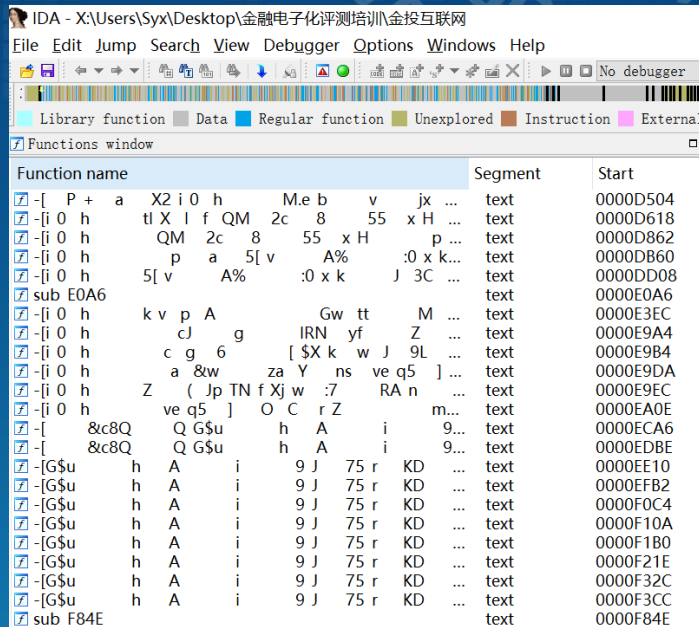 IDA - X:\Users\Syx\Desktop\金融电子化评测培训\金投互联网
File Edit Jump Search View Debugger Options Windows Help
No debugger
Library function Data Regular function Unexplored Instruction External
Functions window
Function name Segment Start
-[ P + a X2 i 0 h M.e b v jx ... text 0000D504
-[i 0 h tl X l f QM 2c 8 55 x H ... text 0000D618
-[i 0 h QM 2c 8 55 x H p ... text 0000D862
-[i 0 h p a 5[ v A% :0 x k... text 0000DB60
-[i 0 h 5[ v A% :0 x k J 3C ... text 0000DD08
sub E0A6 text 0000E0A6
-[i 0 h k v p A Gw tt M ... text 0000E3EC
-[i 0 h cJ g IRN yf Z ... text 0000E9A4
-[i 0 h c g 6 [ $X k w J 9L ... text 0000E9B4
-[i 0 h a &w za Y ns ve q5 ] ... text 0000E9DA
-[i 0 h Z ( Jp TN f Xj w :7 RA n ... text 0000E9EC
-[i 0 h ve q5 ] O C r Z m... text 0000EA0E
-[ &c8Q Q G$u h A i 9... text 0000ECA6
-[ &c8Q Q G$u h A i 9... text 0000EDBE
-[G$u h A i 9 J 75 r KD ... text 0000EE10
-[G$u h A i 9 J 75 r KD ... text 0000EFB2
-[G$u h A i 9 J 75 r KD ... text 0000F0C4
-[G$u h A i 9 J 75 r KD ... text 0000F10A
-[G$u h A i 9 J 75 r KD ... text 0000F1B0
-[G$u h A i 9 J 75 r KD ... text 0000F21E
-[G$u h A i 9 J 75 r KD ... text 0000F32C
-[G$u h A i 9 J 75 r KD ... text 0000F3CC
sub F84E text 0000F84E